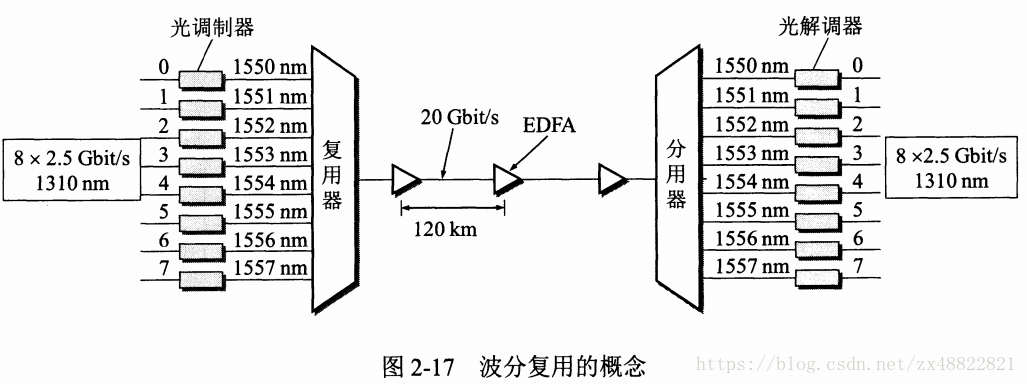 光调制器
光解调器
0 1550 nm
1 1551 nm
2 1552 nm
3 1553 nm
4 1554 nm
5 1555 nm
6 1556 nm
7 1557 nm
8 × 2.5 Gbit/s
1310 nm
复用器
20 Gbit/s
EDFA
120 km
分用器
1550 nm 0
1551 nm 1
1552 nm 2
1553 nm 3
1554 nm 4
1555 nm 5
1556 nm 6
1557 nm 7
8 ×2.5 Gbit/s
1310 nm
图 2-17 波分复用的概念
https://blog.csdn.net/zx48822821